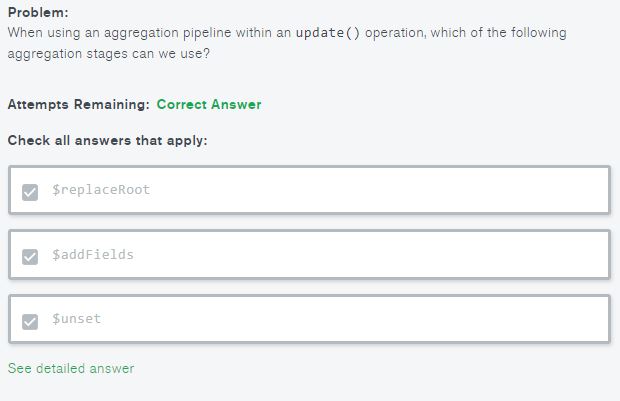 Problem:
When using an aggregation pipeline within an update() operation, which of the following
aggregation stages can we use?
Attempts Remaining: Correct Answer
Check all answers that apply:
$replaceRoot
$addFields
$unset
See detailed answer